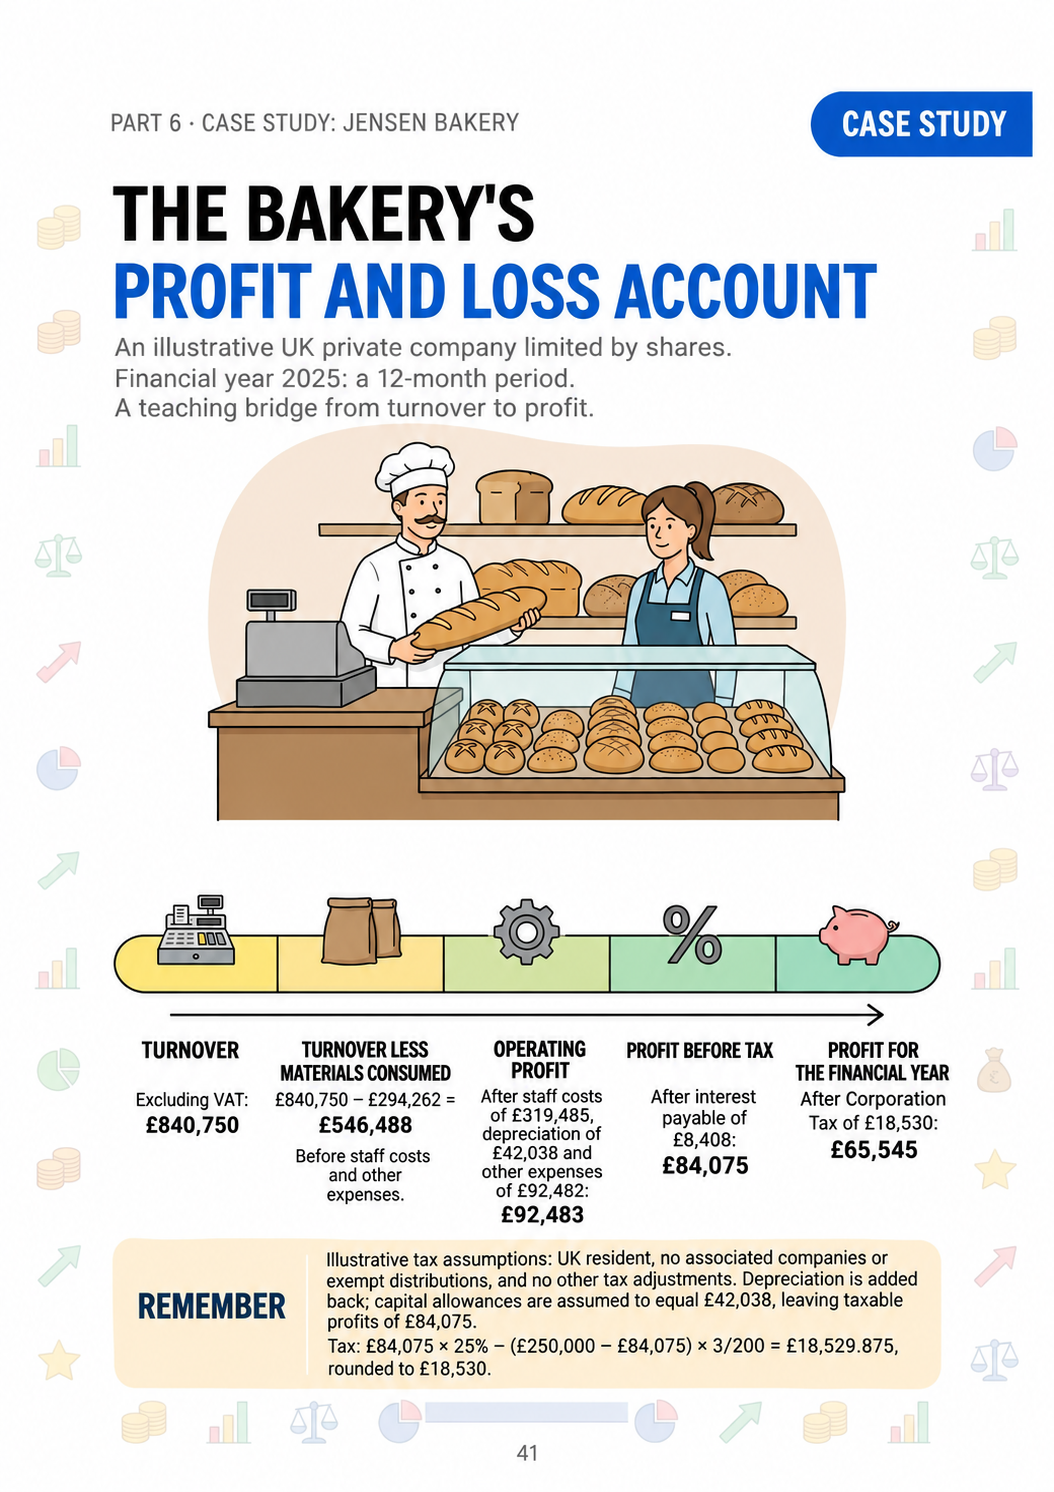 PART 6 · CASE STUDY: JENSEN BAKERY
CASE STUDY
THE BAKERY'S
PROFIT AND LOSS ACCOUNT
An illustrative UK private company limited by shares.
Financial year 2025: a 12-month period.
A teaching bridge from turnover to profit.
%
TURNOVER
Excluding VAT:
£840,750
TURNOVER LESS
MATERIALS CONSUMED
£840,750 – £294,262 =
£546,488
Before staff costs
and other
expenses.
OPERATING
PROFIT
After staff costs
of £319,485,
depreciation of
£42,038 and
other expenses
of £92,482:
£92,483
PROFIT BEFORE TAX
After interest
payable of
£8,408:
£84,075
PROFIT FOR
THE FINANCIAL YEAR
After Corporation
Tax of £18,530:
£65,545
REMEMBER
Illustrative tax assumptions: UK resident, no associated companies or
exempt distributions, and no other tax adjustments. Depreciation is added
back; capital allowances are assumed to equal £42,038, leaving taxable
profits of £84,075.
Tax: £84,075 × 25% – (£250,000 – £84,075) × 3/200 = £18,529.875,
rounded to £18,530.
41